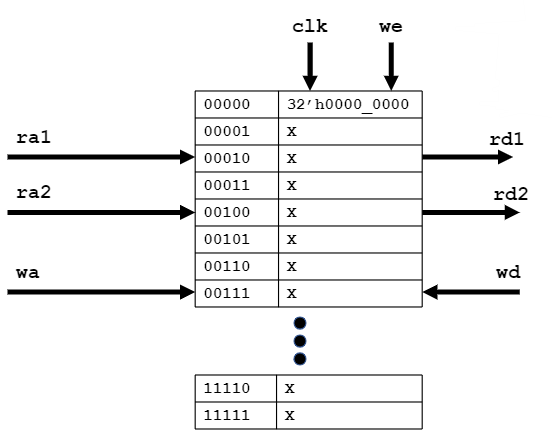 clk we
00000 32’h0000_0000
00001 x
ra1 rd1
00010 x
00011 x
ra2 rd2
00100 x
00101 x
00110 x
wa wd
00111 x
11110 x
11111 x